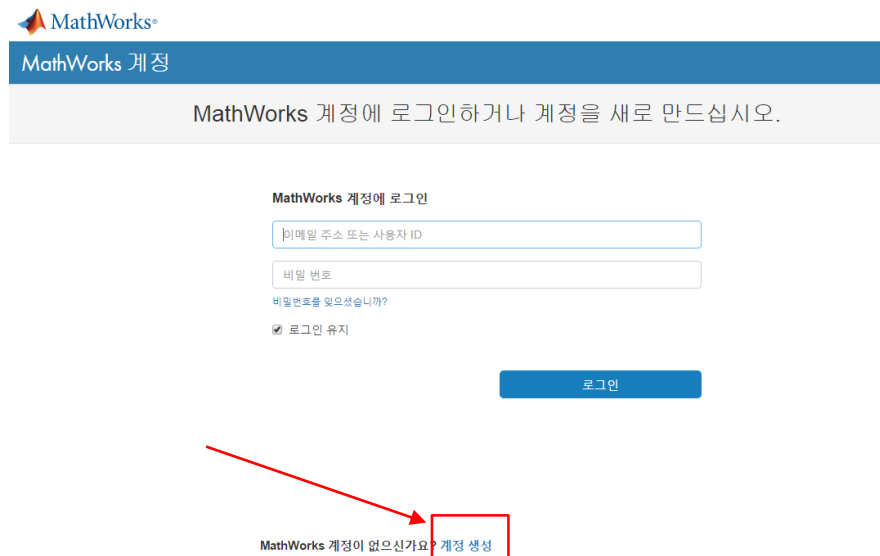 MathWorks®
MathWorks 계정
MathWorks 계정에 로그인하거나 계정을 새로 만드십시오.
MathWorks 계정에 로그인
이메일 주소 또는 사용자 ID
비밀 번호
비밀번호를 잊으셨습니까?
로그인 유지
로그인
MathWorks 계정이 없으신가요? 계정 생성